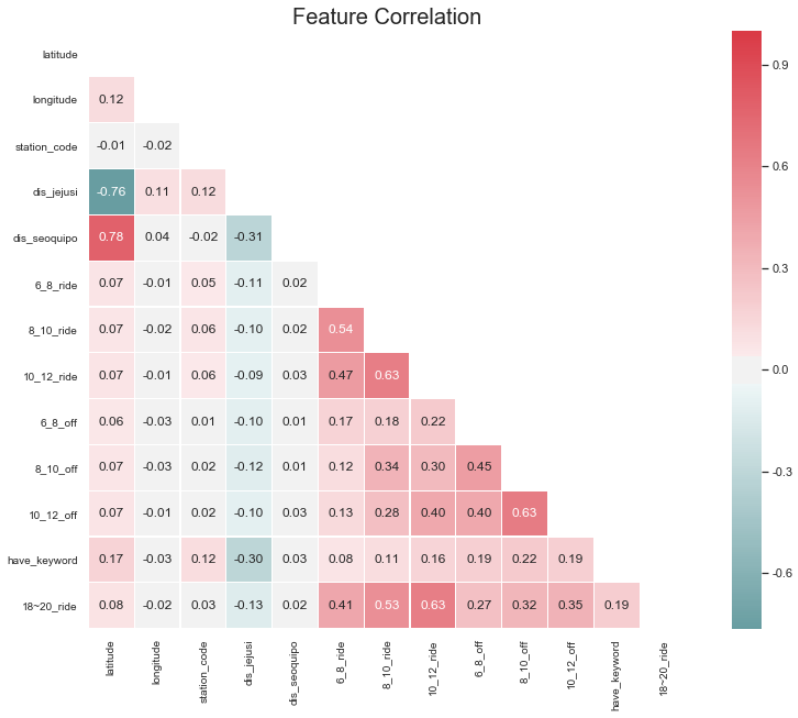 Feature Correlation
latitude
longitude 0.12
station_code -0.01 -0.02
dis_jejusi -0.76 0.11 0.12
dis_seoquipo 0.78 0.04 -0.02 -0.31
6_8_ride 0.07 -0.01 0.05 -0.11 0.02
8_10_ride 0.07 -0.02 0.06 -0.10 0.02 0.54
10_12_ride 0.07 -0.01 0.06 -0.09 0.03 0.47 0.63
6_8_off 0.06 -0.03 0.01 -0.10 0.01 0.17 0.18 0.22
8_10_off 0.07 -0.03 0.02 -0.12 0.01 0.12 0.34 0.30 0.45
10_12_off 0.07 -0.01 0.02 -0.10 0.03 0.13 0.28 0.40 0.40 0.63
have_keyword 0.17 -0.03 0.12 -0.30 0.03 0.08 0.11 0.16 0.19 0.22 0.19
18~20_ride 0.08 -0.02 0.03 -0.13 0.02 0.41 0.53 0.63 0.27 0.32 0.35 0.19
latitude
longitude
station_code
dis_jejusi
dis_seoquipo
6_8_ride
8_10_ride
10_12_ride
6_8_off
8_10_off
10_12_off
have_keyword
18~20_ride
0.9
0.6
0.3
0.0
-0.3
-0.6